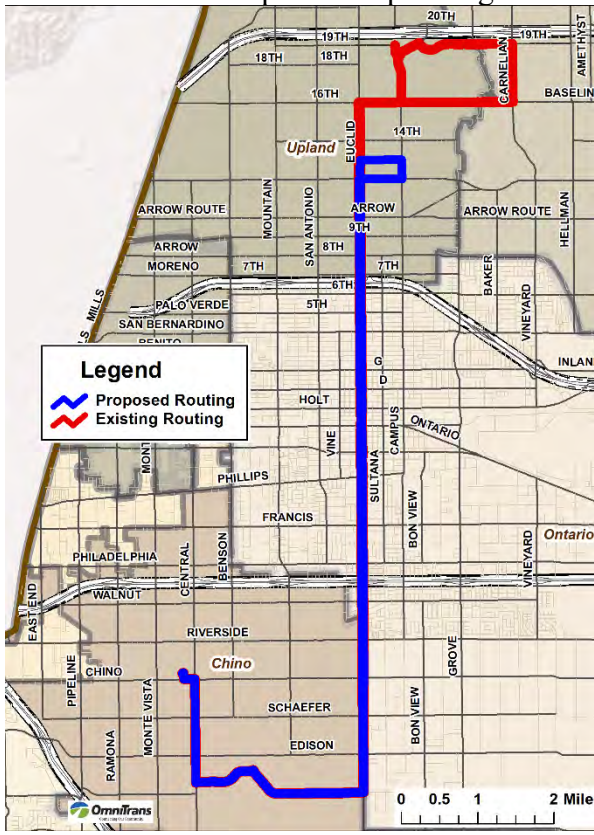 20TH
19TH
19TH
18TH
18TH
CARNELIAN
AMETHYST
16TH
EUCLID
14TH
Upland
MOUNTAIN
SAN ANTONIO
ARROW
ARROW ROUTE
ARROW ROUTE
9TH
HELLMAN
ARROW
8TH
MORENO
7TH
7TH
BAKER
6TH
VINEYARD
PALO VERDE
5TH
SAN BERNARDINO
MILLS
Legend
Proposed Routing
Existing Routing
G
D
HOLT
VINE
CAMPUS
ONTARIO
SULTANA
PHILLIPS
FRANCIS
BON VIEW
Ontario
PHILADELPHIA
CENTRAL
BENSON
VINEYARD
EAST END
WALNUT
RIVERSIDE
Chino
CHINO
GROVE
PIPELINE
MONTE VISTA
SCHAEFER
BON VIEW
RAMONA
EDISON
OmniTrans
0 0.5 1 2 Mile